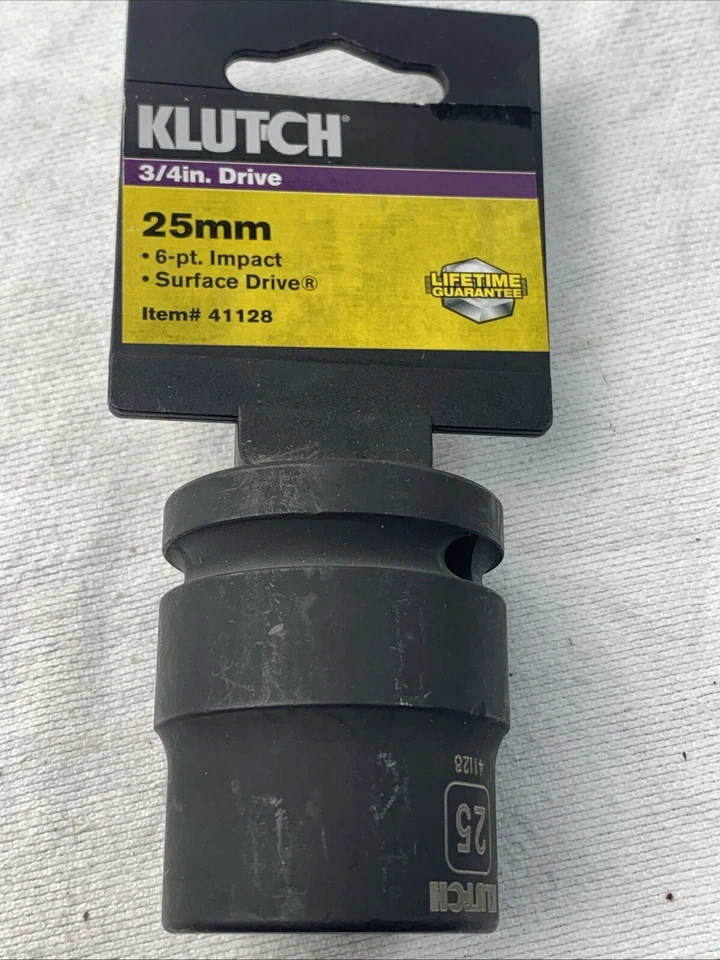 KLUTCH®
3/4in. Drive
25mm
• 6-pt. Impact
• Surface Drive®
Item# 41128
LIFETIME
GUARANTEE
41128
25
KLUTCH